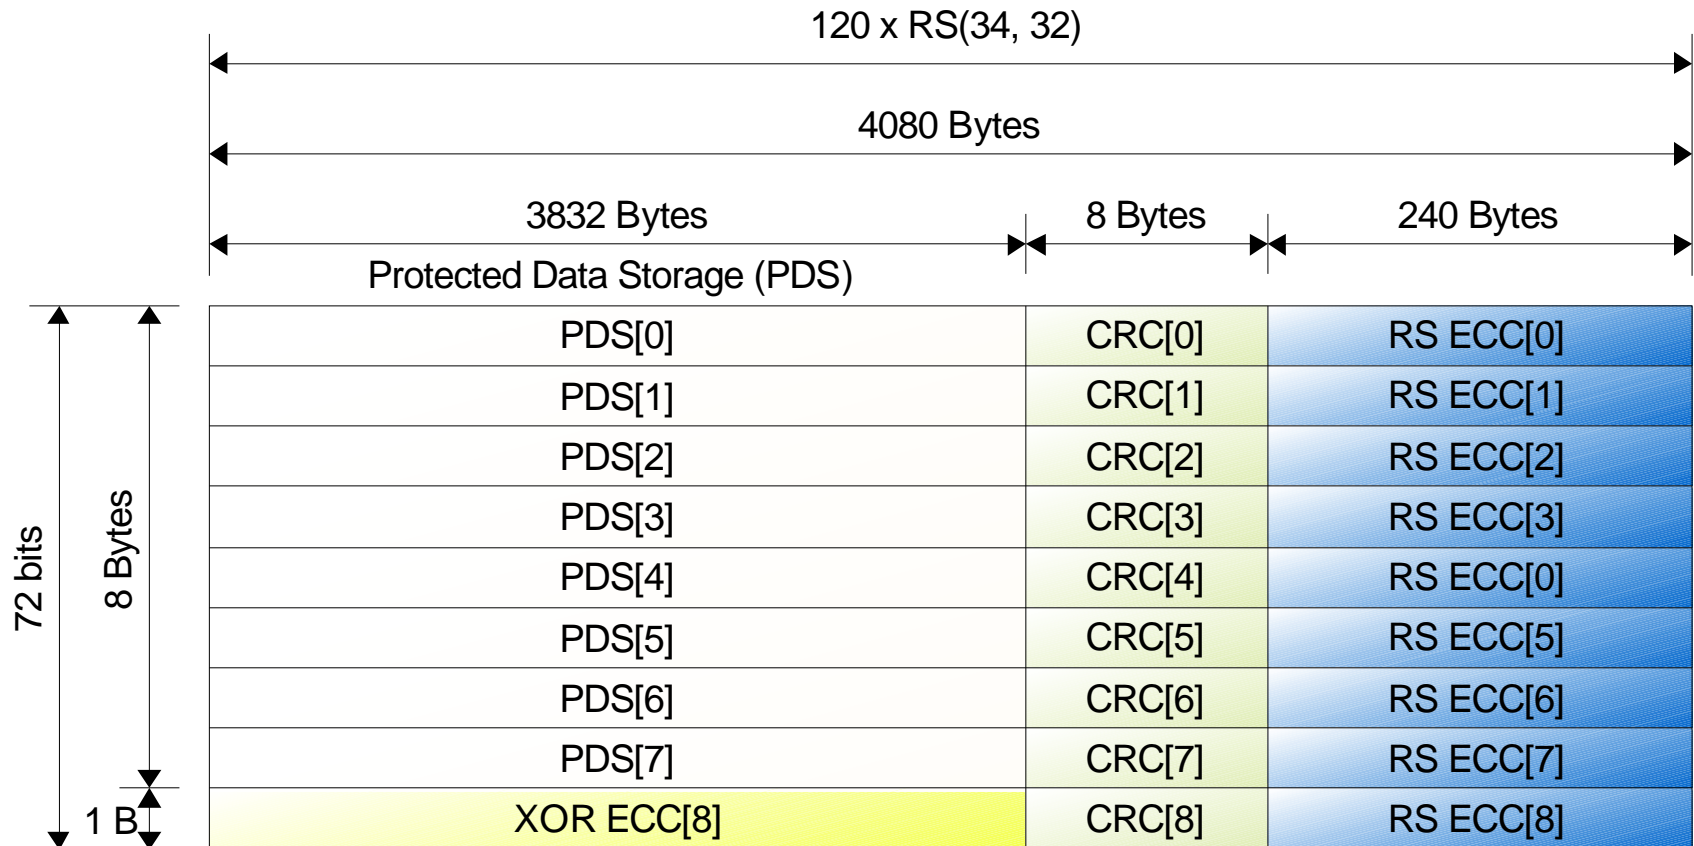 120 x RS(34, 32)
4080 Bytes
3832 Bytes 8 Bytes 240 Bytes
Protected Data Storage (PDS)
72 bits
8 Bytes
PDS[0] CRC[0] RS ECC[0]
PDS[1] CRC[1] RS ECC[1]
PDS[2] CRC[2] RS ECC[2]
PDS[3] CRC[3] RS ECC[3]
PDS[4] CRC[4] RS ECC[0]
PDS[5] CRC[5] RS ECC[5]
PDS[6] CRC[6] RS ECC[6]
PDS[7] CRC[7] RS ECC[7]
1 B XOR ECC[8] CRC[8] RS ECC[8]